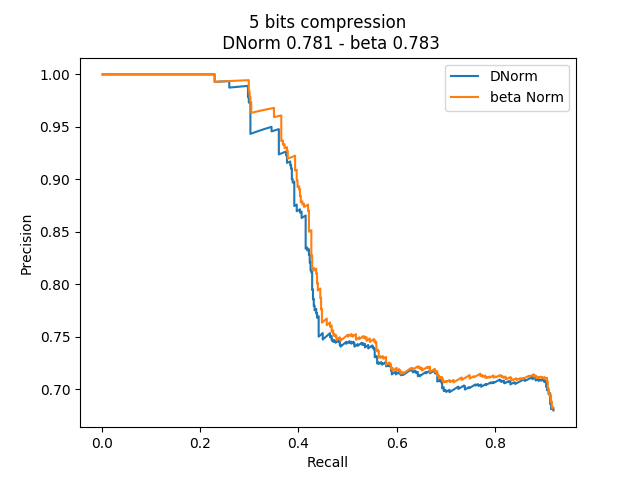 5 bits compression
DNorm 0.781 - beta 0.783
DNorm
beta Norm
1.00
0.95
0.90
0.85
0.80
0.75
0.70
Precision
0.0
0.2
0.4
0.6
0.8
Recall